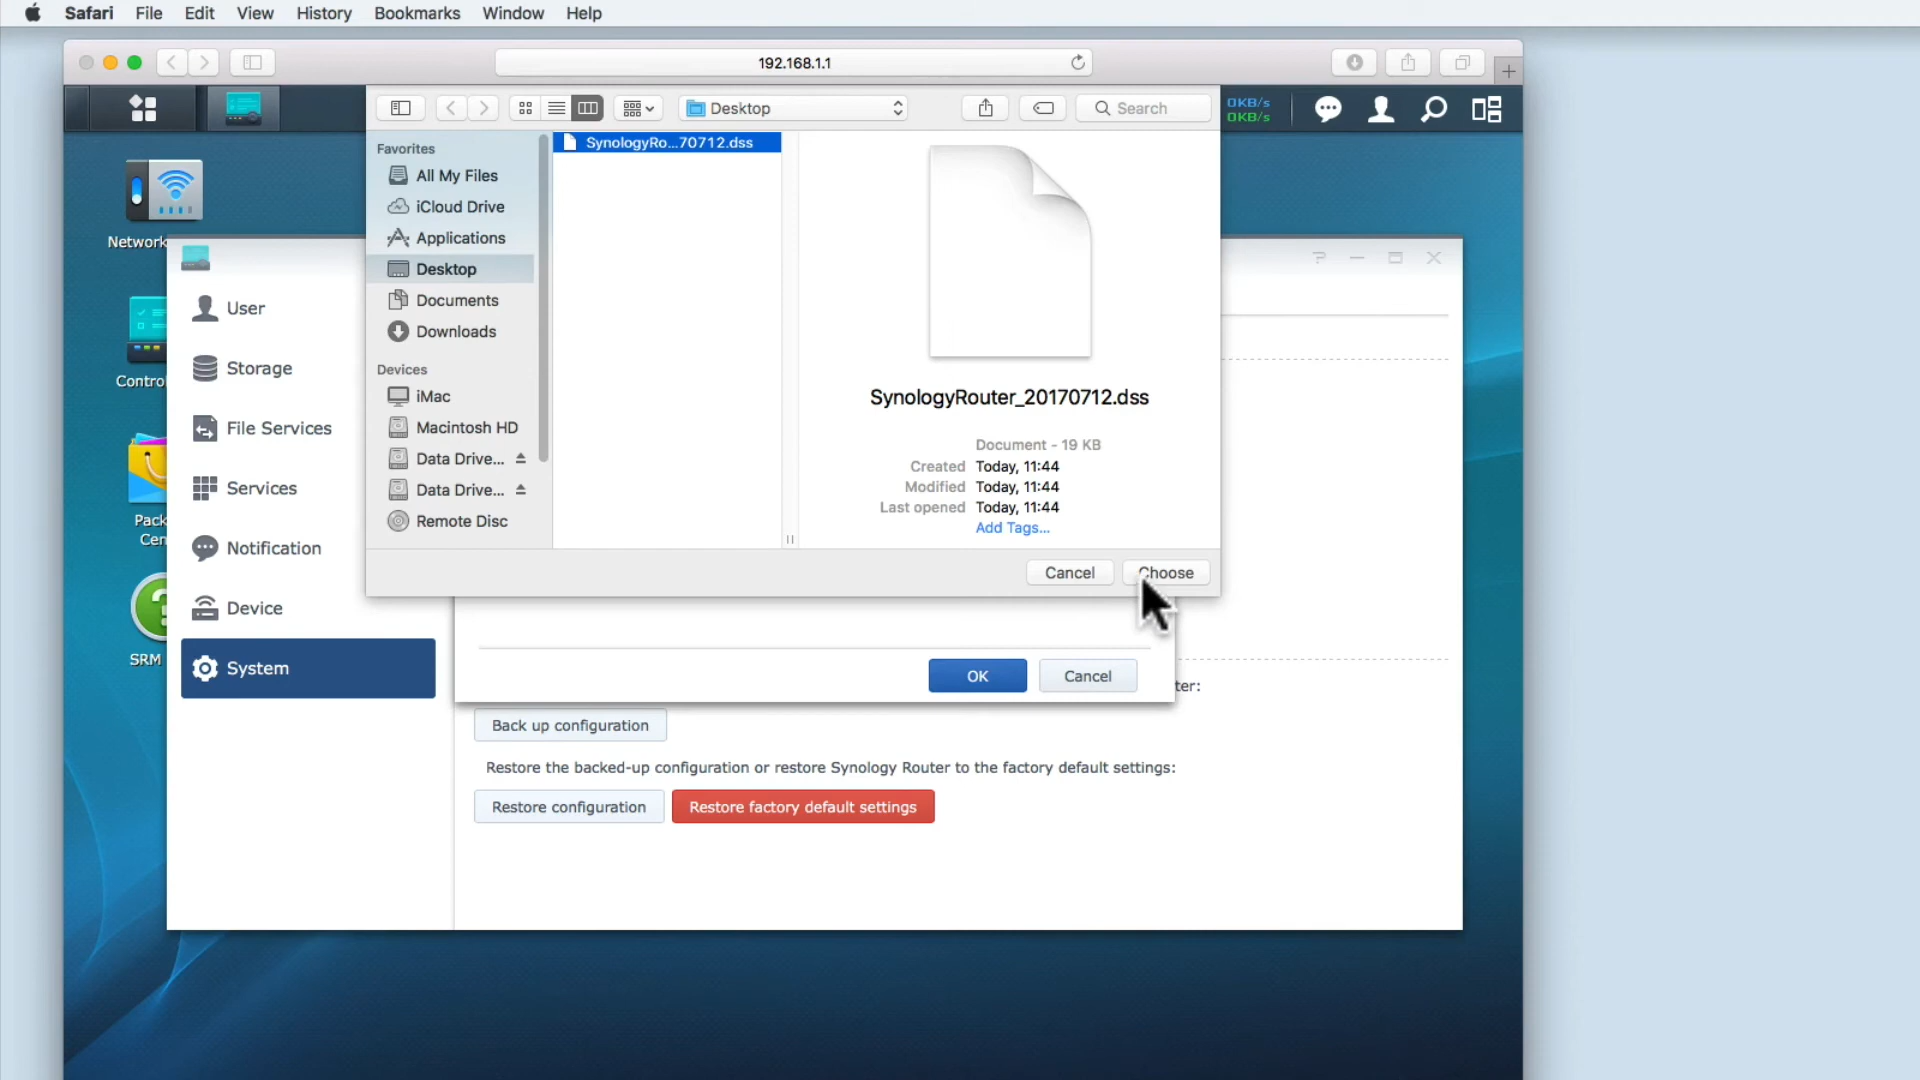 Safari File Edit View History Bookmarks Window Help
192.168.1.1
Desktop
Search
0KB/s
0KB/s
Favorites
All My Files
iCloud Drive
Applications
Desktop
Documents
Downloads
Devices
iMac
Macintosh HD
Data Drive...
Data Drive...
Remote Disc
SynologyRo...70712.dss
SynologyRouter_20170712.dss
Document - 19 KB
Created Today, 11:44
Modified Today, 11:44
Last opened Today, 11:44
Add Tags...
Cancel Choose
Network
Control
Pack
Cen
SRM
User
Storage
File Services
Services
Notification
Device
System
OK Cancel
ter:
Back up configuration
Restore the backed-up configuration or restore Synology Router to the factory default settings:
Restore configuration Restore factory default settings